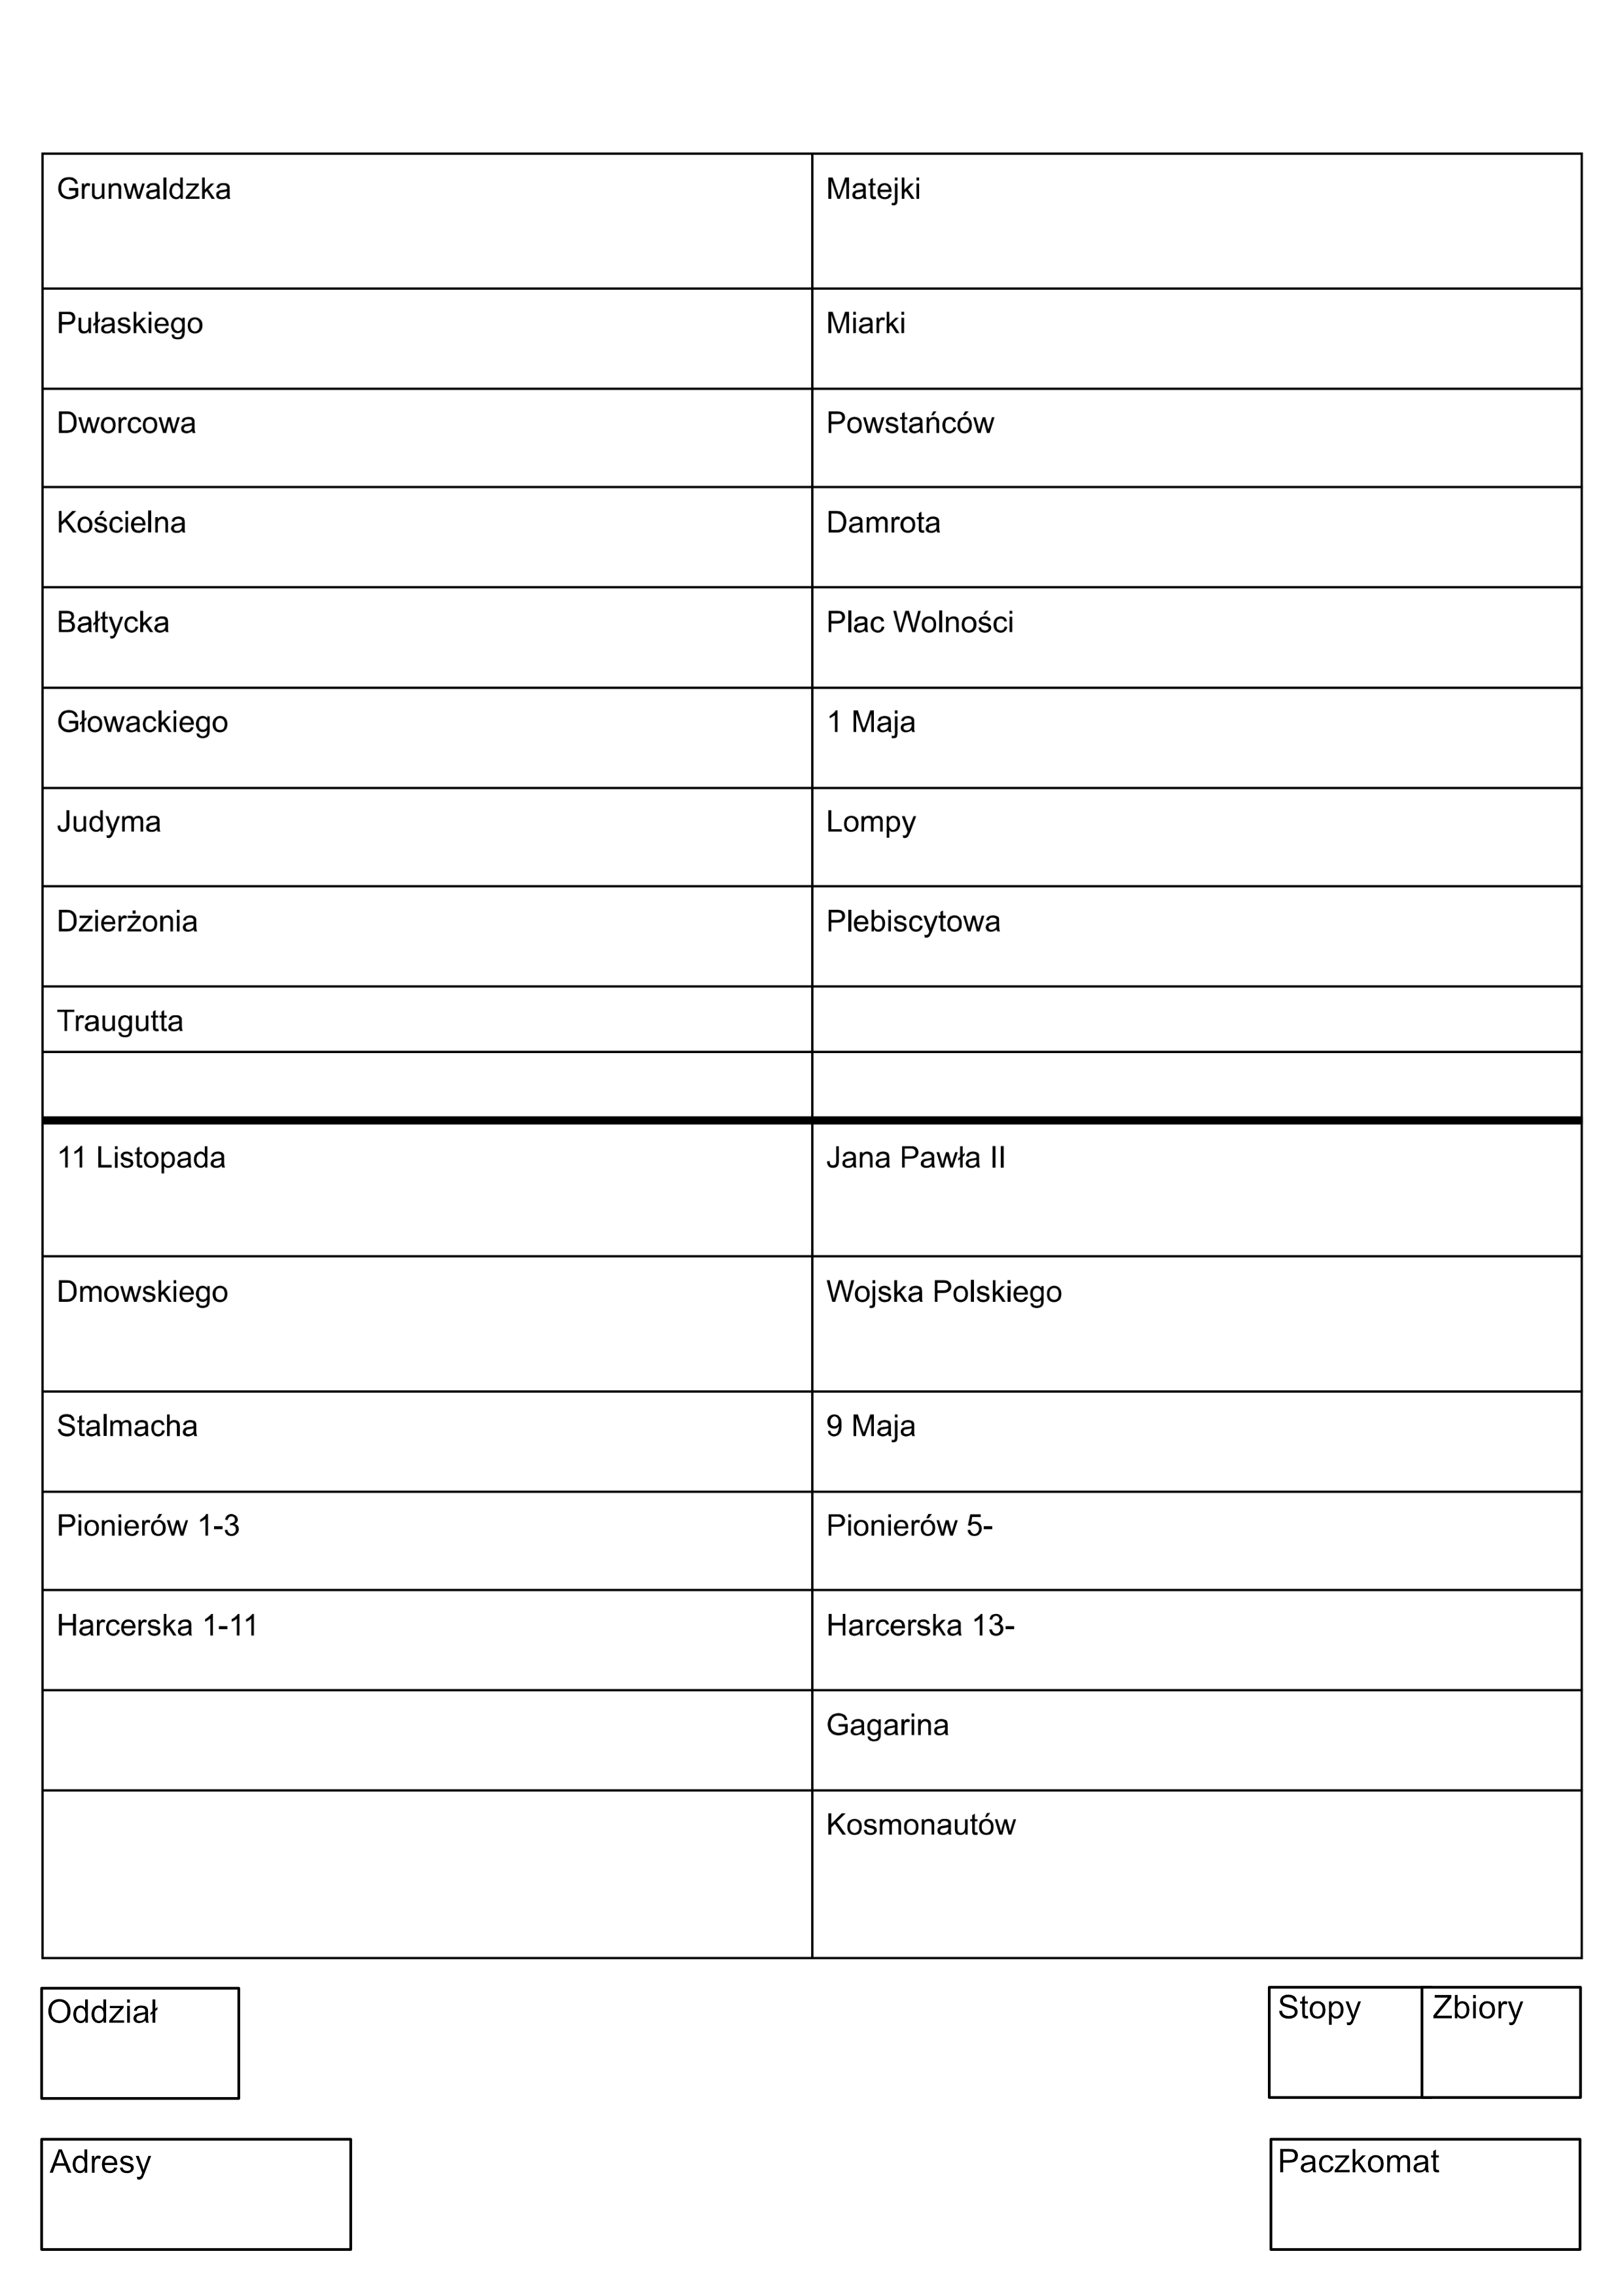 Grunwaldzka
Matejki
Pułaskiego
Miarki
Dworcowa
Powstańców
Kościelna
Damrota
Bałtycka
Plac Wolności
Głowackiego
1 Maja
Judyma
Lompy
Dzierżonia
Plebiscytowa
Traugutta
11 Listopada
Jana Pawła II
Dmowskiego
Wojska Polskiego
Stalmacha
9 Maja
Pionierów 1-3
Pionierów 5-
Harcerska 1-11
Harcerska 13-
Gagarina
Kosmonautów
Oddział
Stopy
Zbiory
Adresy
Paczkomat